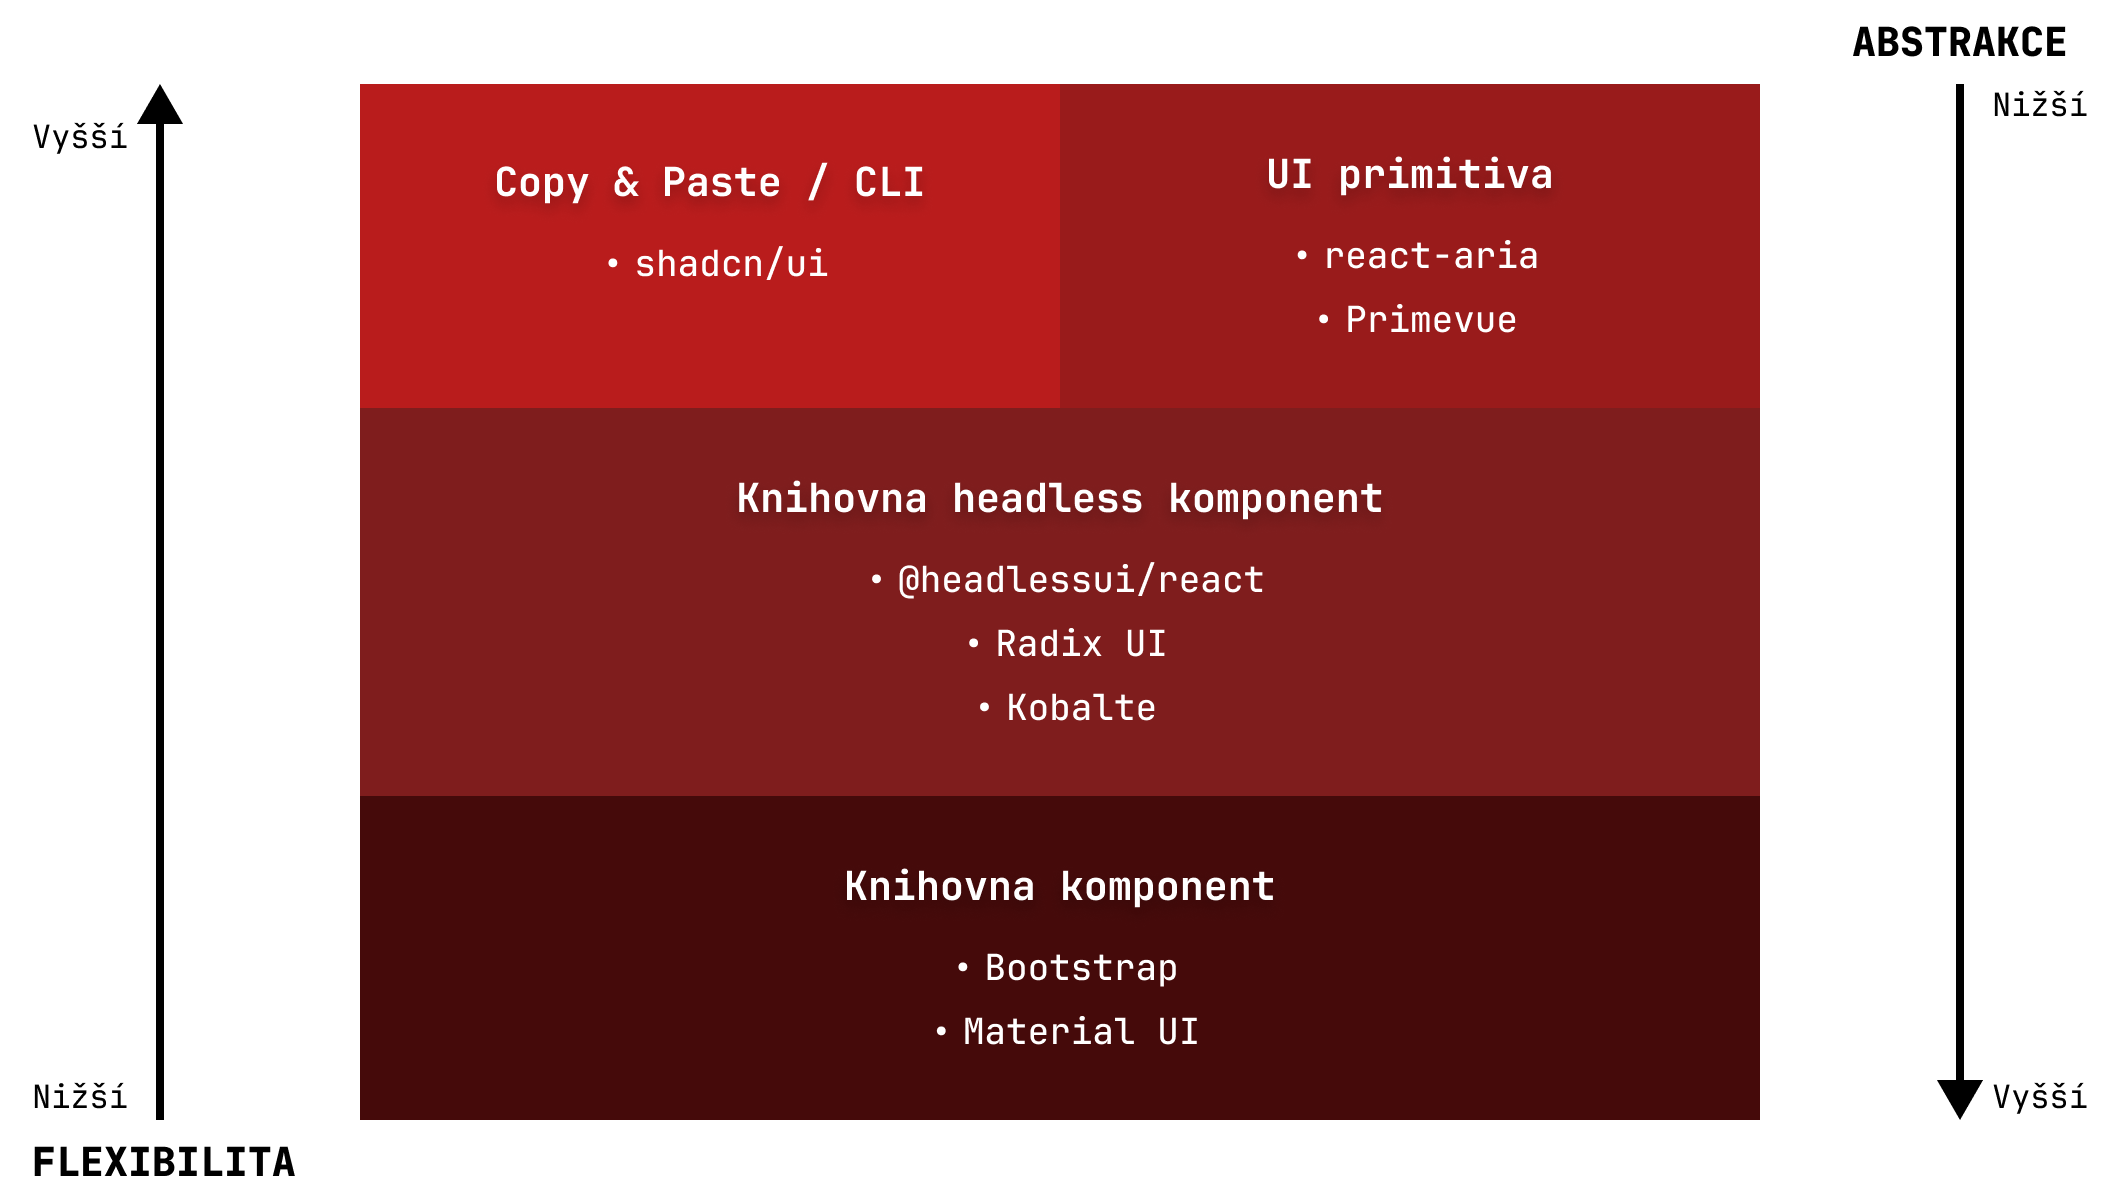 ABSTRAKCE
Vyšší
Nižší
Copy & Paste / CLI
• shadcn/ui
UI primitiva
• react-aria
• Primevue
Knihovna headless komponent
• @headlessui/react
• Radix UI
• Kobalte
Knihovna komponent
• Bootstrap
• Material UI
Nižší
Vyšší
FLEXIBILITA